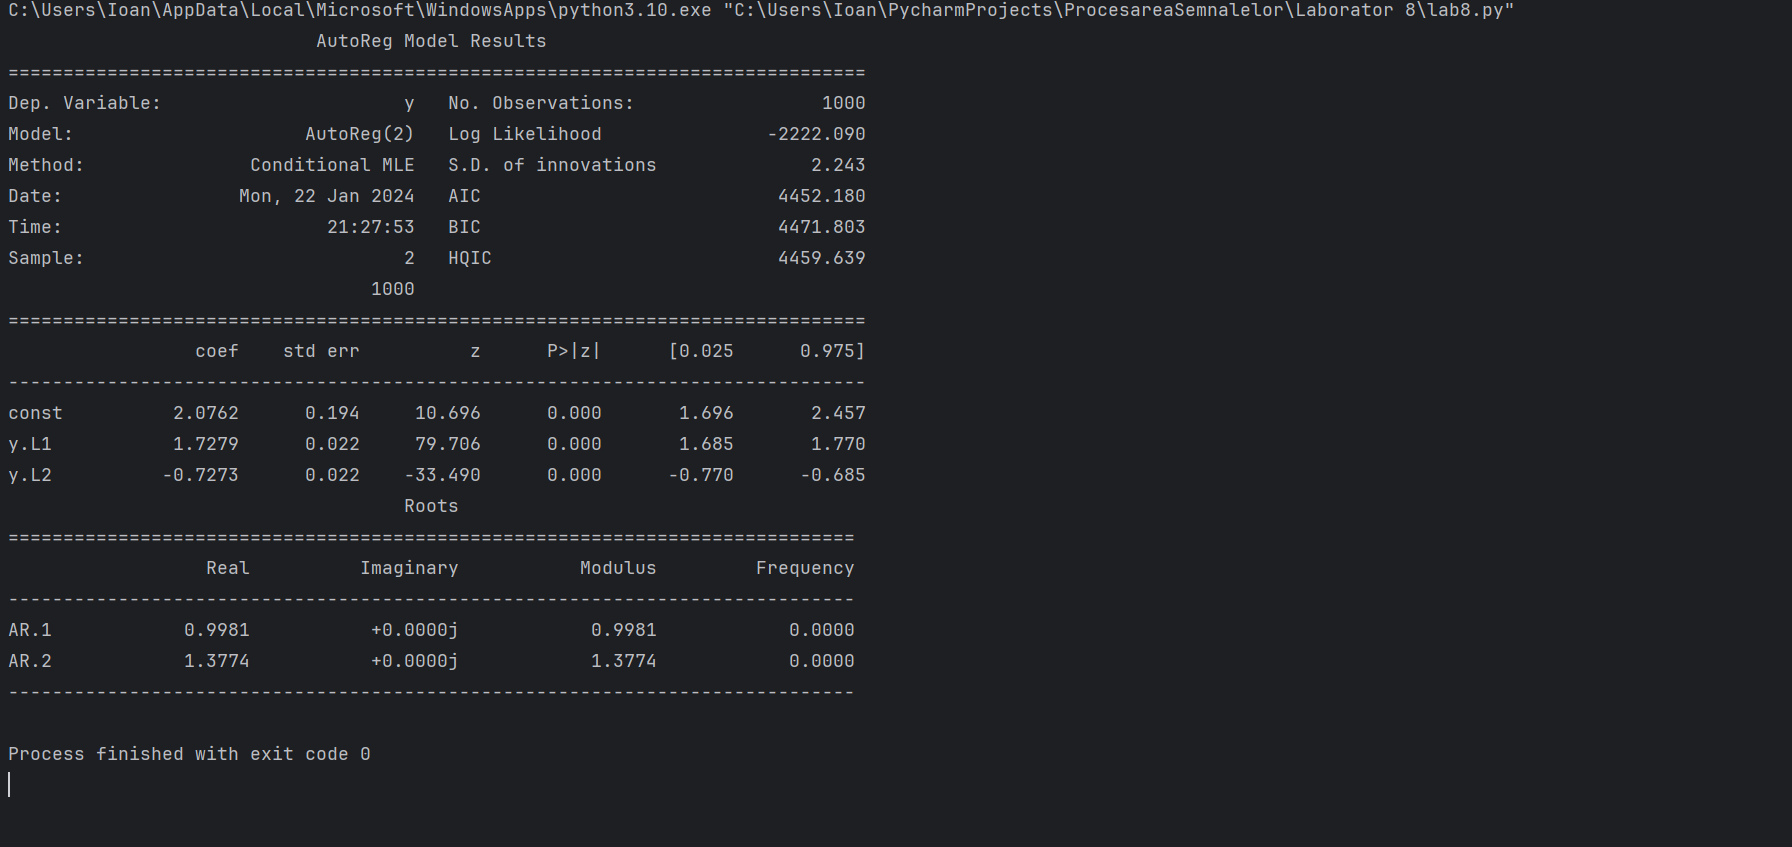 C:\Users\Ioan\AppData\Local\Microsoft\WindowsApps\python3.10.exe "C:\Users\Ioan\PycharmProjects\ProcesareaSemnalelor\Laborator 8\lab8.py"
                            AutoReg Model Results
==============================================================================
Dep. Variable:                      y   No. Observations:                 1000
Model:                     AutoReg(2)   Log Likelihood               -2222.090
Method:               Conditional MLE   S.D. of innovations              2.243
Date:                Mon, 22 Jan 2024   AIC                           4452.180
Time:                        21:27:53   BIC                           4471.803
Sample:                             2   HQIC                          4459.639
                                 1000
==============================================================================
                 coef    std err          z      P>|z|      [0.025      0.975]
------------------------------------------------------------------------------
const          2.0762      0.194     10.696      0.000       1.696       2.457
y.L1           1.7279      0.022     79.706      0.000       1.685       1.770
y.L2          -0.7273      0.022    -33.490      0.000      -0.770      -0.685
                                    Roots
=============================================================================
                  Real          Imaginary           Modulus         Frequency
-----------------------------------------------------------------------------
AR.1            0.9981          +0.0000j            0.9981            0.0000
AR.2            1.3774          +0.0000j            1.3774            0.0000
-----------------------------------------------------------------------------
Process finished with exit code 0